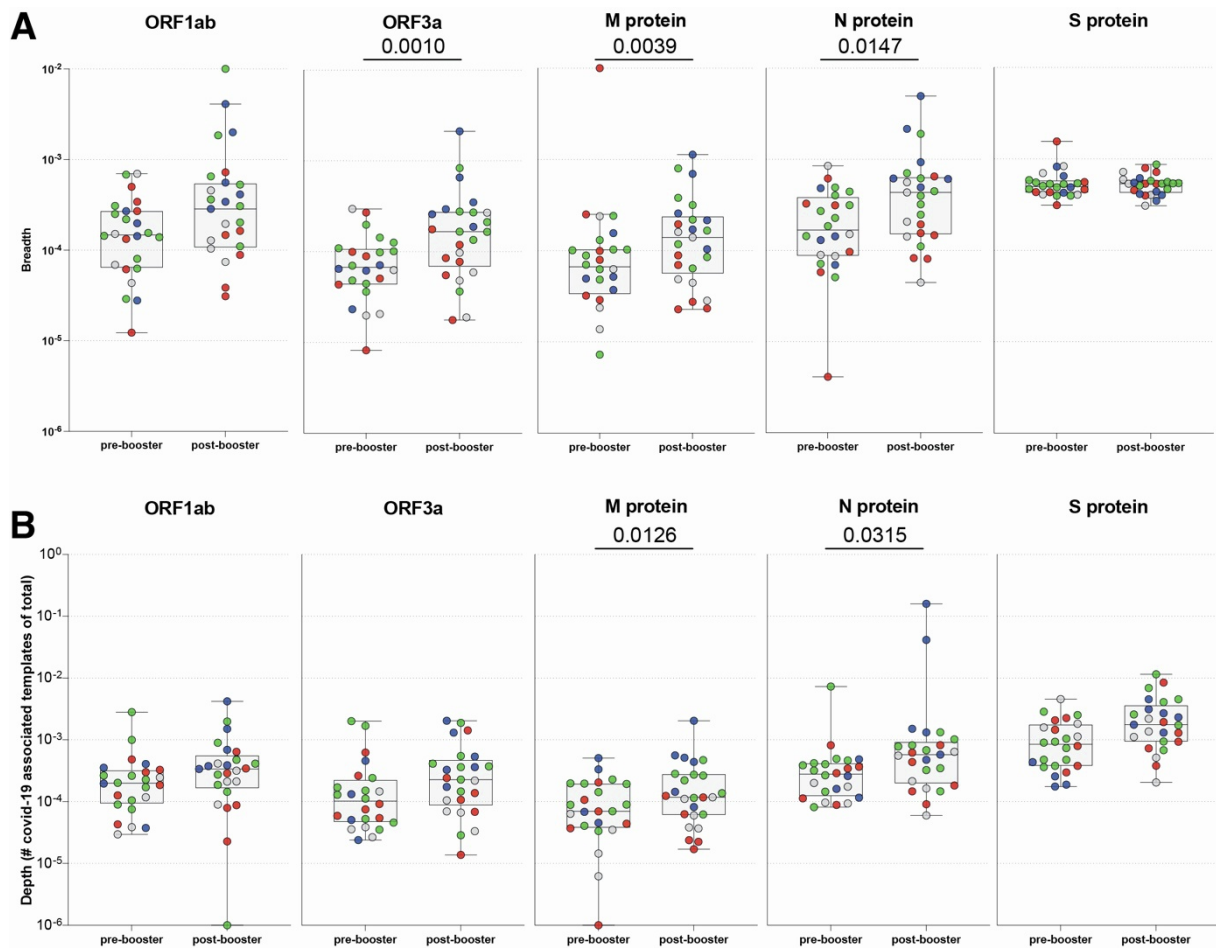 A
ORF1ab
ORF3a
M protein
N protein
S protein
0.0010
0.0039
0.0147
Breadth
10-2
10-3
10-4
10-5
10-6
pre-booster
post-booster
pre-booster
post-booster
pre-booster
post-booster
pre-booster
post-booster
pre-booster
post-booster
B
ORF1ab
ORF3a
M protein
N protein
S protein
0.0126
0.0315
Depth (# covid-19 associated templates of total)
10^0
10-1
10-2
10-3
10-4
10-5
10-6
pre-booster
post-booster
pre-booster
post-booster
pre-booster
post-booster
pre-booster
post-booster
pre-booster
post-booster